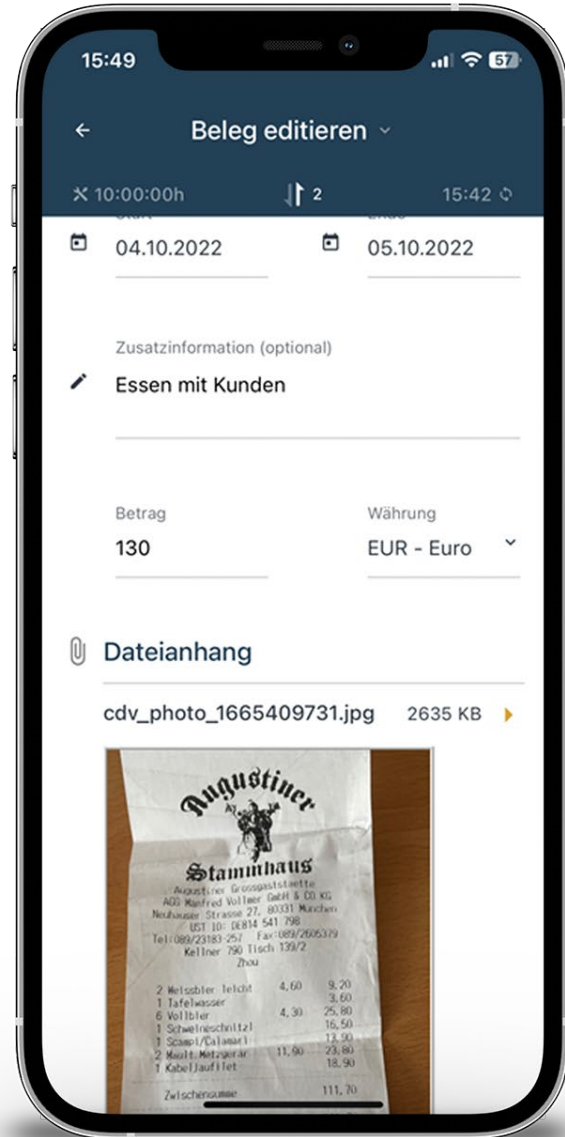 15:49
57
Beleg editieren
10:00:00h 2 15:42
Start Ende
04.10.2022 05.10.2022
Zusatzinformation (optional)
Essen mit Kunden
Betrag Währung
130 EUR - Euro
Dateianhang
cdv_photo_1665409731.jpg 2635 KB
Augustiner
Stammhaus
Augustiner Grossgaststaette
AGG Manfred Vollmer GmbH & CO KG
Neuhauser Strasse 27, 80331 München
UST ID: DE814 541 798
Tel:089/23183-257 Fax:089/2605379
Kellner 790 Tisch 139/2
Zhou
2 Weissbier leicht 4,60 9,20
1 Tafelwasser 3,60
6 Vollbier 4,30 25,80
1 Schweineschnitzl 16,50
1 Scampi/Calamari 13,90
2 Mault.Metzgerar 11,90 23,80
1 Kabeljaufilet 18,90
Zwischensumme 111,70